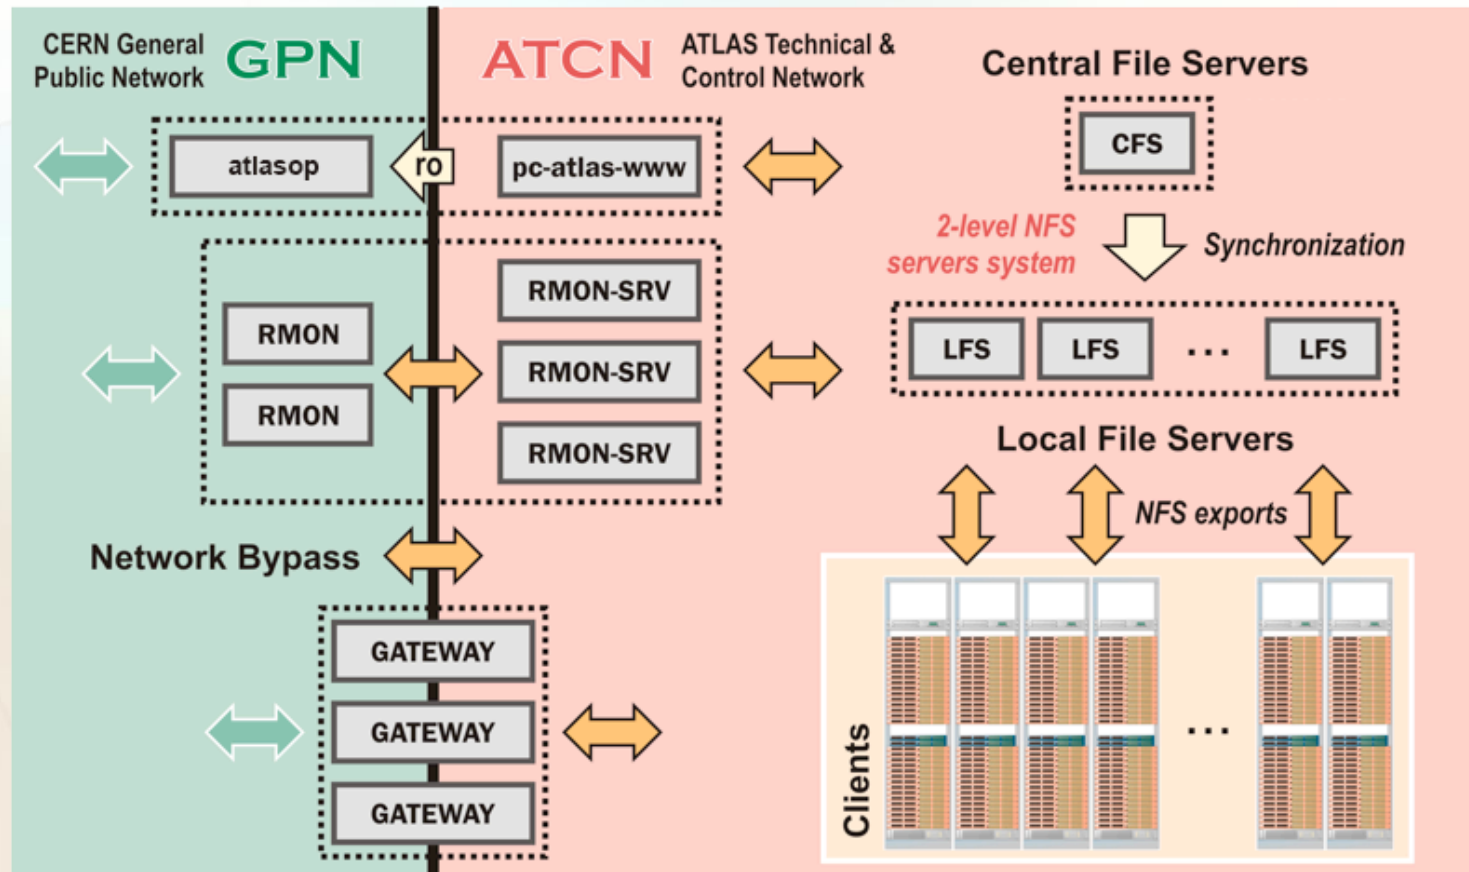 CERN General
Public Network
GPN
ATCN
ATLAS Technical &
Control Network
Central File Servers
atlasop
ro
pc-atlas-www
CFS
2-level NFS
servers system
Synchronization
RMON
RMON
RMON-SRV
RMON-SRV
RMON-SRV
LFS
LFS
...
LFS
Local File Servers
NFS exports
Network Bypass
GATEWAY
GATEWAY
GATEWAY
Clients
...